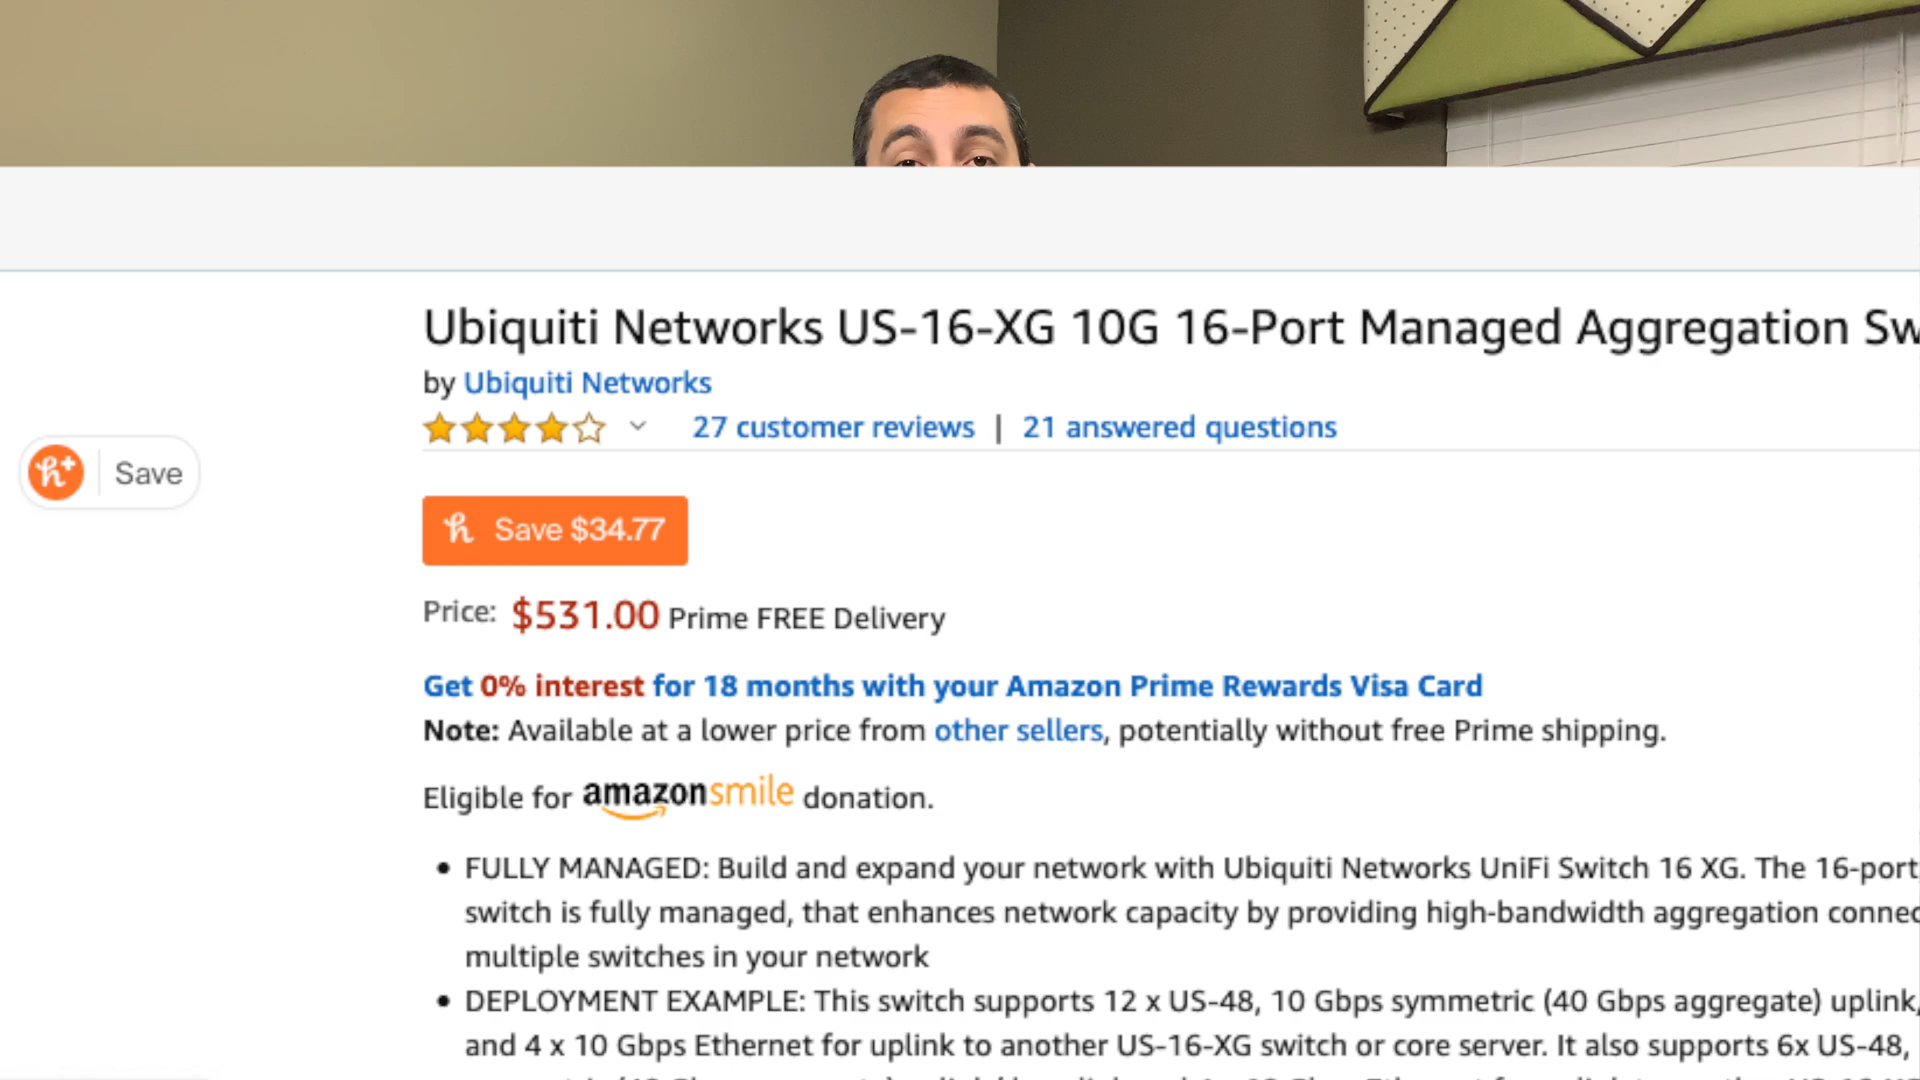 Ubiquiti Networks US-16-XG 10G 16-Port Managed Aggregation
by Ubiquiti Networks
27 customer reviews | 21 answered questions
Save
Save $34.77
Price: $531.00 Prime FREE Delivery
Get 0% interest for 18 months with your Amazon Prime Rewards Visa Card
Note: Available at a lower price from other sellers, potentially without free Prime shipping.
Eligible for amazonsmile donation.
• FULLY MANAGED: Build and expand your network with Ubiquiti Networks UniFi Switch 16 XG. The 16-port
switch is fully managed, that enhances network capacity by providing high-bandwidth aggregation
multiple switches in your network
• DEPLOYMENT EXAMPLE: This switch supports 12 x US-48, 10 Gbps symmetric (40 Gbps aggregate) uplink,
and 4 x 10 Gbps Ethernet for uplink to another US-16-XG switch or core server. It also supports 6x US-48,